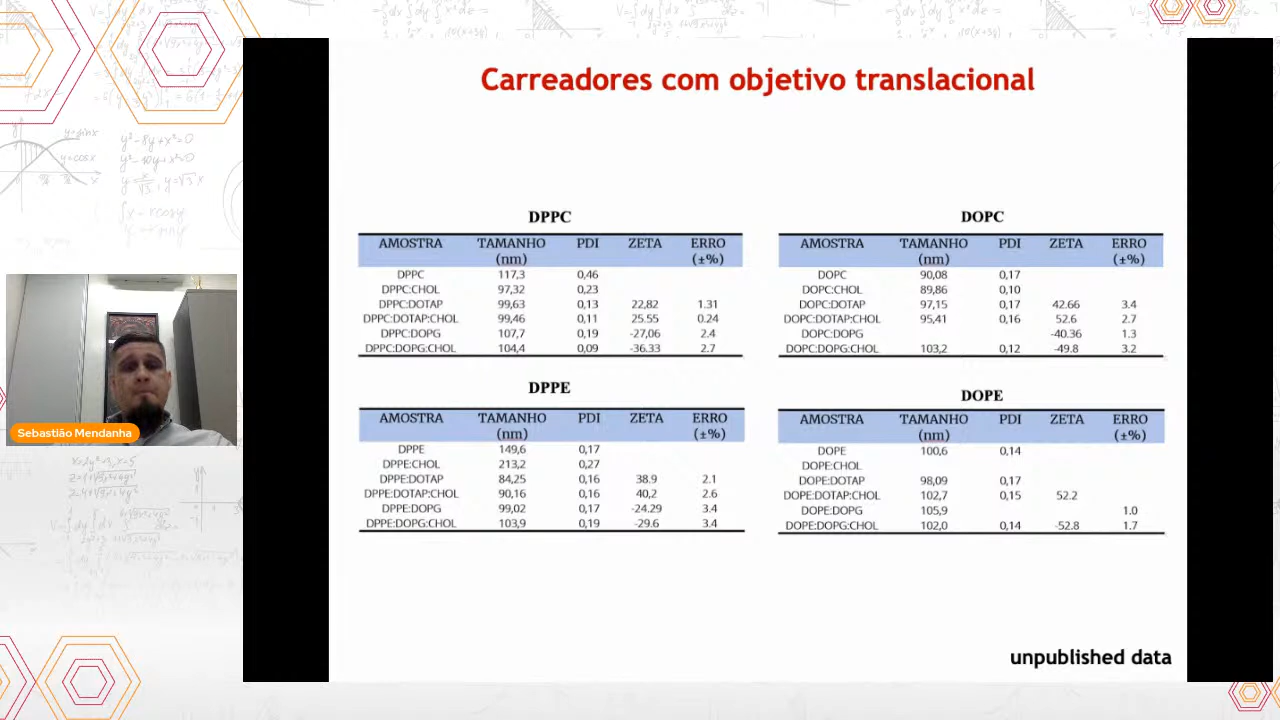 Carreadores com objetivo translacional
DPPC
AMOSTRA TAMANHO (nm) PDI ZETA ERRO (±%)
DPPC 117,3 0,46
DPPC:CHOL 97,32 0,23
DPPC:DOTAP 99,63 0,13 22,82 1.31
DPPC:DOTAP:CHOL 99,46 0,11 25.55 0.24
DPPC:DOPG 107,7 0,19 -27,06 2.4
DPPC:DOPG:CHOL 104,4 0,09 -36.33 2.7
DOPC
AMOSTRA TAMANHO (nm) PDI ZETA ERRO (±%)
DOPC 90,08 0,17
DOPC:CHOL 89,86 0,10
DOPC:DOTAP 97,15 0,17 42.66 3.4
DOPC:DOTAP:CHOL 95,41 0,16 52.6 2.7
DOPC:DOPG -40.36 1.3
DOPC:DOPG:CHOL 103,2 0,12 -49.8 3.2
DPPE
AMOSTRA TAMANHO (nm) PDI ZETA ERRO (±%)
DPPE 149,6 0,17
DPPE:CHOL 213,2 0,27
DPPE:DOTAP 84,25 0,16 38.9 2.1
DPPE:DOTAP:CHOL 90,16 0,16 40,2 2.6
DPPE:DOPG 99,02 0,17 -24.29 3.4
DPPE:DOPG:CHOL 103,9 0,19 -29.6 3.4
DOPE
AMOSTRA TAMANHO (nm) PDI ZETA ERRO (±%)
DOPE 100,6 0,14
DOPE:CHOL
DOPE:DOTAP 98,09 0,17
DOPE:DOTAP:CHOL 102,7 0,15 52.2
DOPE:DOPG 105,9 1.0
DOPE:DOPG:CHOL 102,0 0,14 -52.8 1.7
Sebastião Mendanha
unpublished data